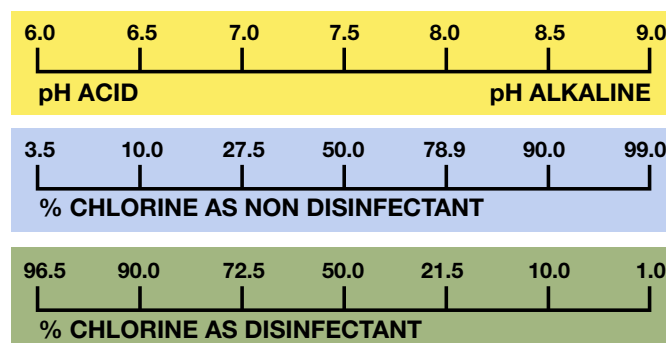 6.0 6.5 7.0 7.5 8.0 8.5 9.0
pH ACID pH ALKALINE
3.5 10.0 27.5 50.0 78.9 90.0 99.0
% CHLORINE AS NON DISINFECTANT
96.5 90.0 72.5 50.0 21.5 10.0 1.0
% CHLORINE AS DISINFECTANT